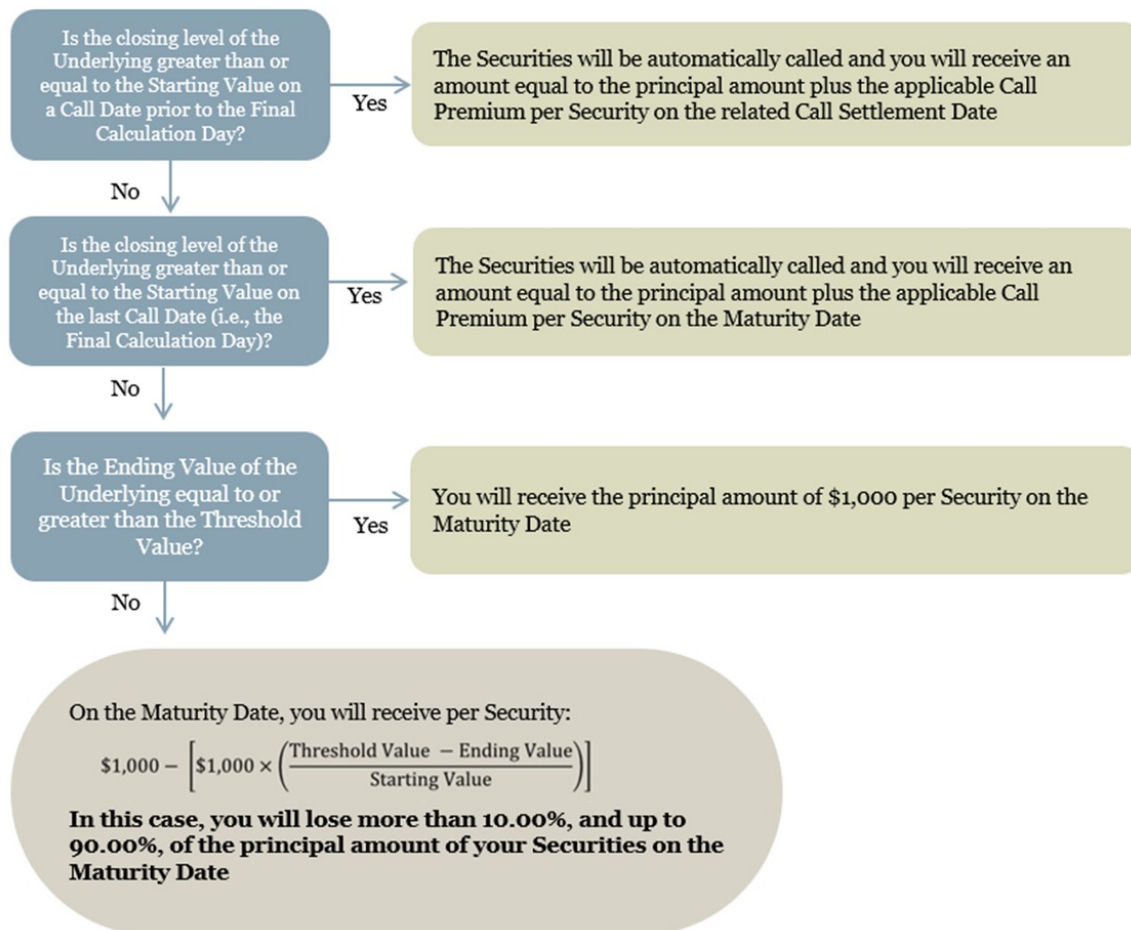 Is the closing level of the
Underlying greater than or
equal to the Starting Value on
a Call Date prior to the Final
Calculation Day?
Yes
The Securities will be automatically called and you will receive an
amount equal to the principal amount plus the applicable Call
Premium per Security on the related Call Settlement Date
No
Is the closing level of the
Underlying greater than or
equal to the Starting Value on
the last Call Date (i.e., the
Final Calculation Day)?
Yes
The Securities will be automatically called and you will receive an
amount equal to the principal amount plus the applicable Call
Premium per Security on the Maturity Date
No
Is the Ending Value of the
Underlying equal to or
greater than the Threshold
Value?
Yes
You will receive the principal amount of $1,000 per Security on the
Maturity Date
No
On the Maturity Date, you will receive per Security:
$1,000 − [$1,000 × (Threshold Value − Ending Value / Starting Value)]
In this case, you will lose more than 10.00%, and up to
90.00%, of the principal amount of your Securities on the
Maturity Date